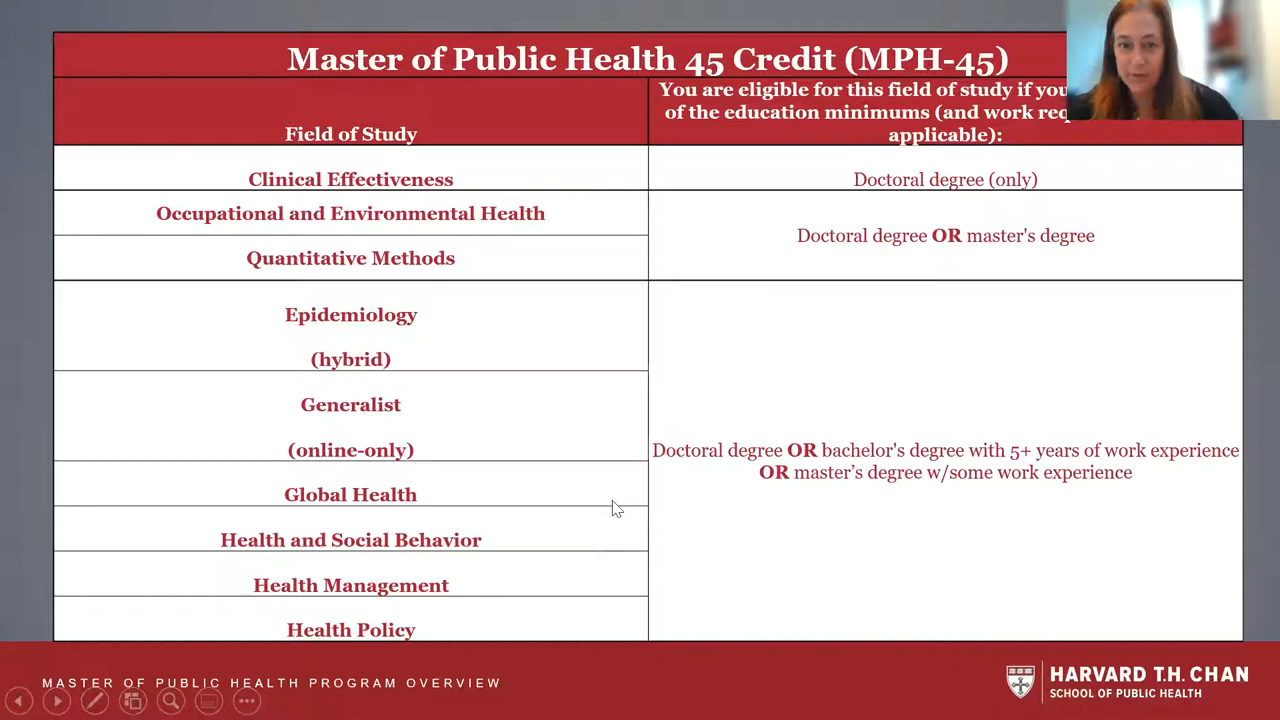 Master of Public Health 45 Credit (MPH-45)
Field of Study
You are eligible for this field of study if you
of the education minimums (and work
applicable):
Clinical Effectiveness
Doctoral degree (only)
Occupational and Environmental Health
Quantitative Methods
Doctoral degree OR master's degree
Epidemiology
(hybrid)
Generalist
(online-only)
Global Health
Health and Social Behavior
Health Management
Health Policy
Doctoral degree OR bachelor's degree with 5+ years of work experience
OR master’s degree w/some work experience
MASTER OF PUBLIC HEALTH PROGRAM OVERVIEW
HARVARD T.H. CHAN
SCHOOL OF PUBLIC HEALTH